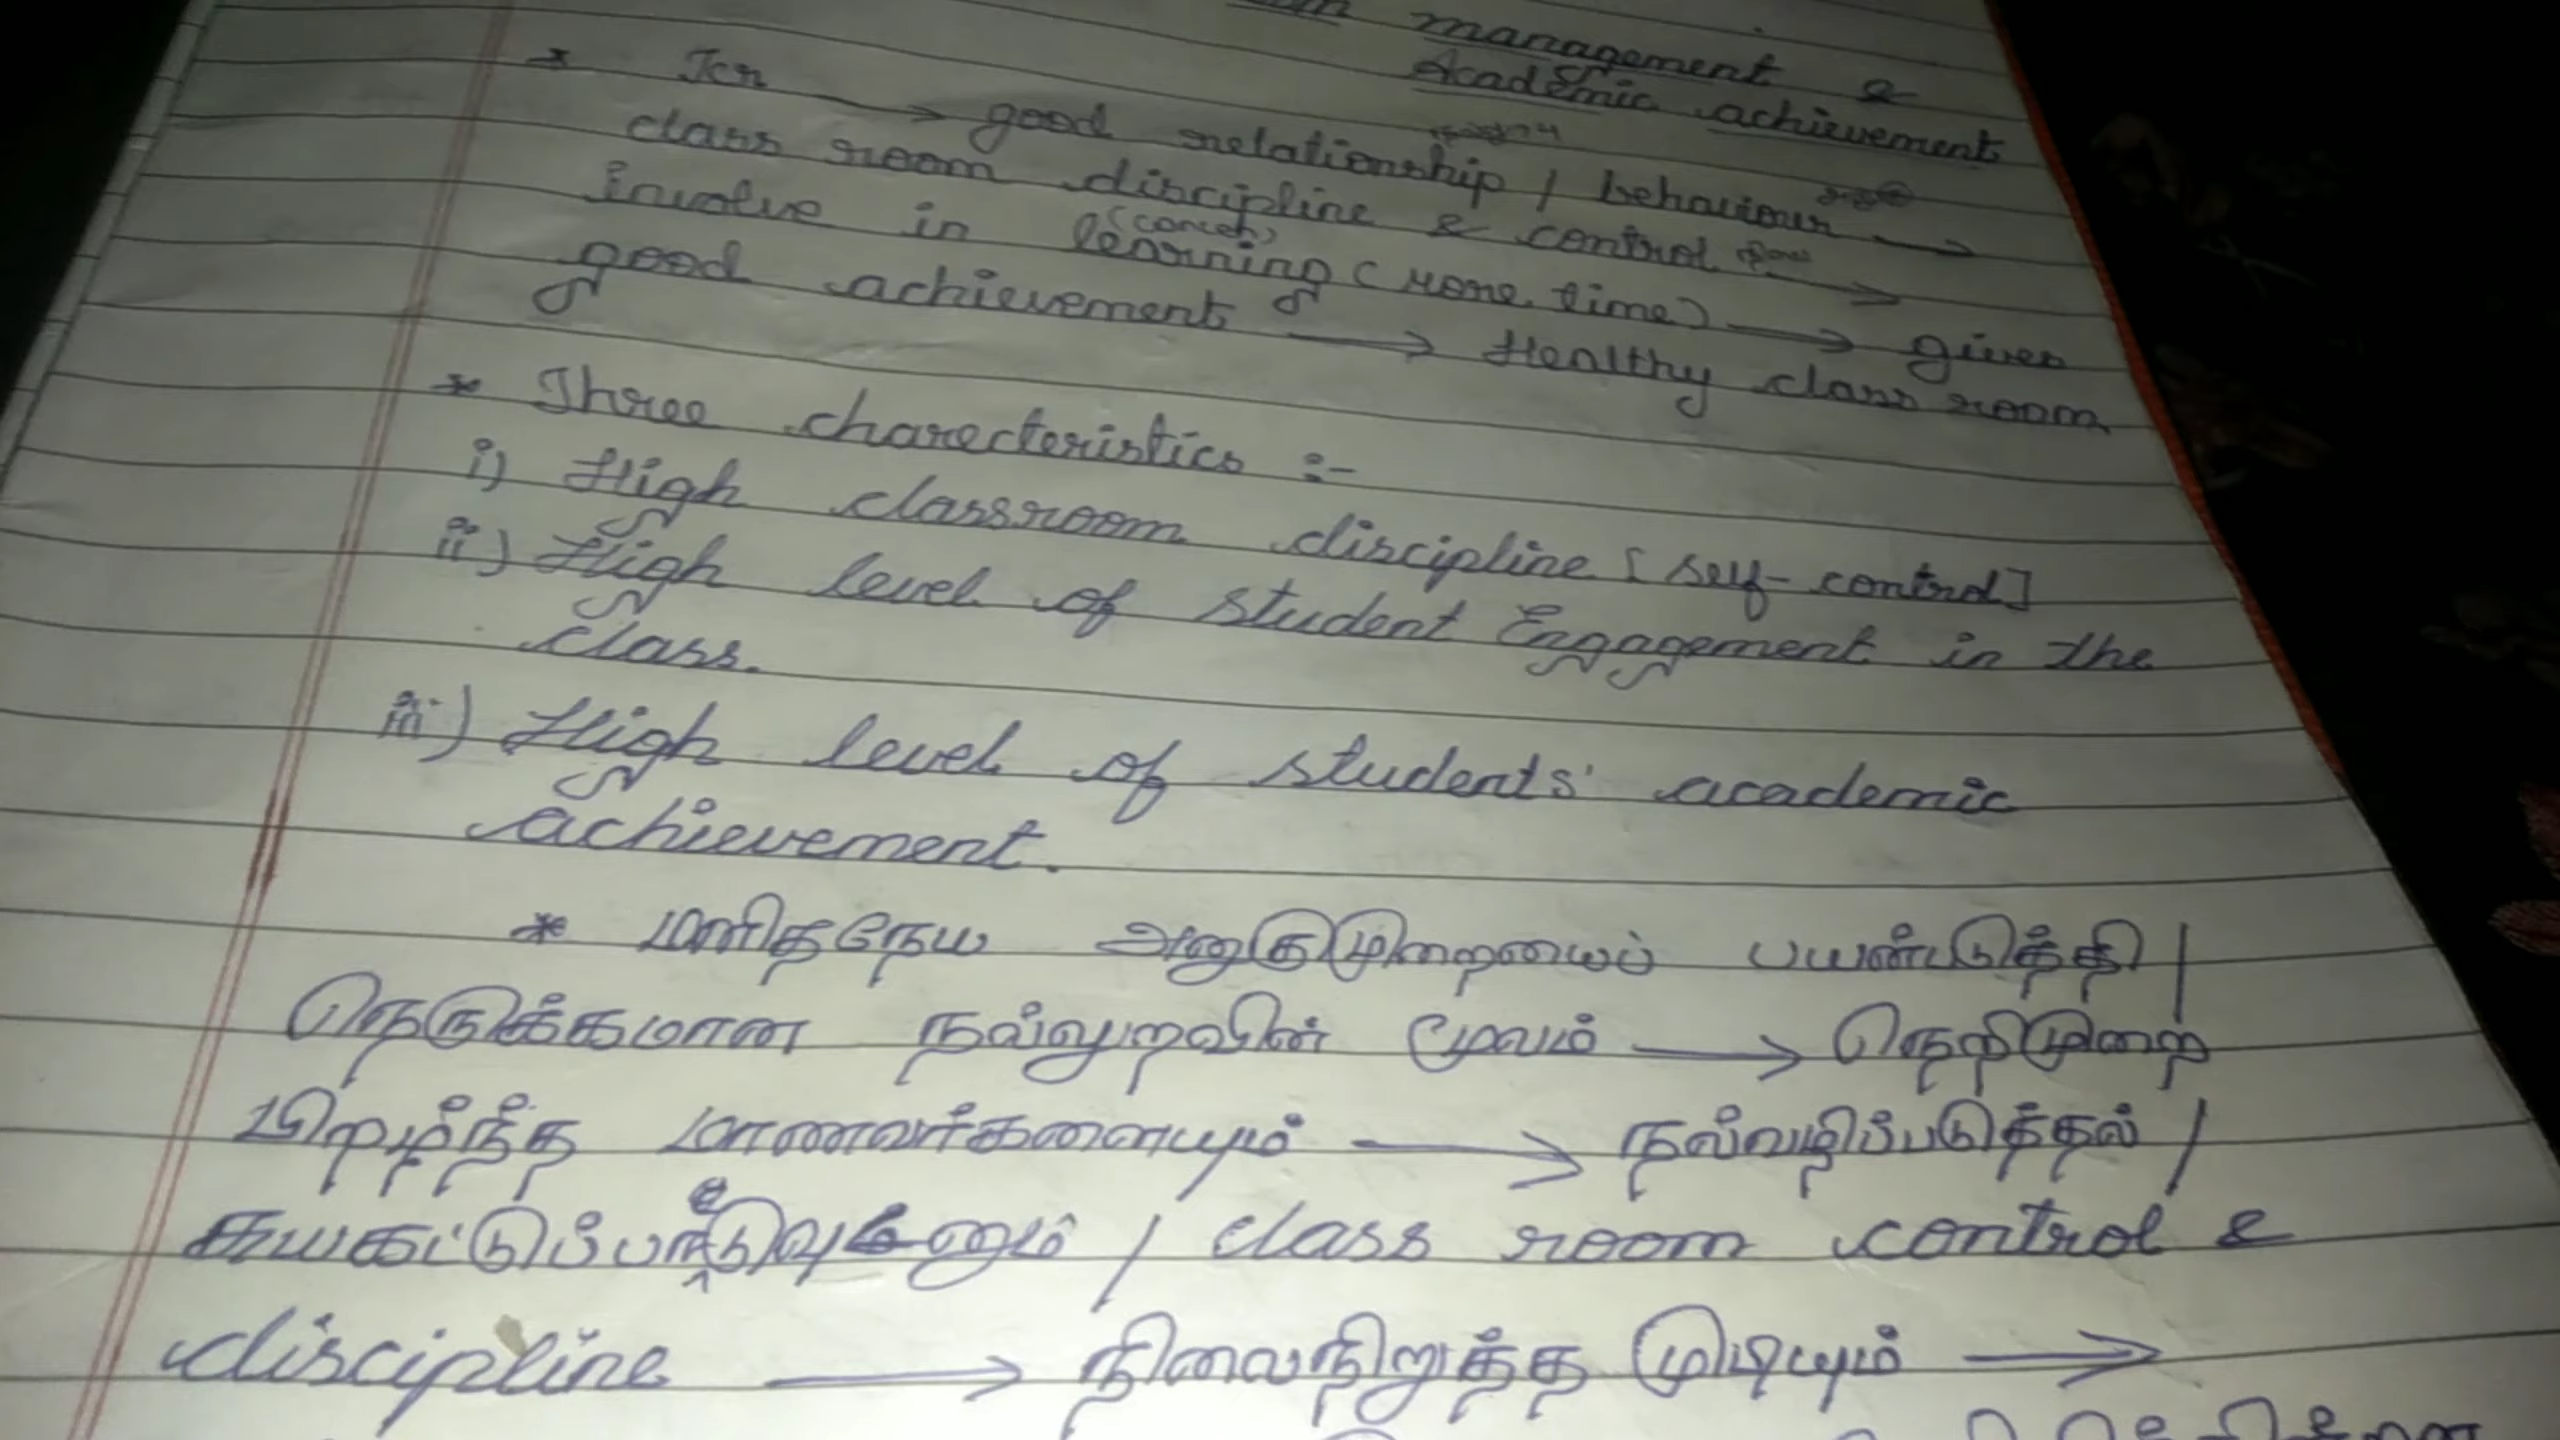 management &
Academic achievement
* Tcr → good relationship / behaviour →
class room discipline & control →
involve in learning (more time) → gives
good achievement → Healthy class room
* Three charecteristics :-
i) High classroom discipline [self-control]
ii) High level of student Engagement in the
class.
iii) High level of students' academic
achievement.
* மனிதநேய அணுகுமுறையைப் பயன்படுத்தி /
நெருக்கமான நல்லுறவின் மூலம் → நெறிமுறை
பிறழ்ந்த மாணவர்களையும் → நல்வழிப்படுத்தல் /
/ class room control &
discipline → நிலைநிறுத்த முடியும் →